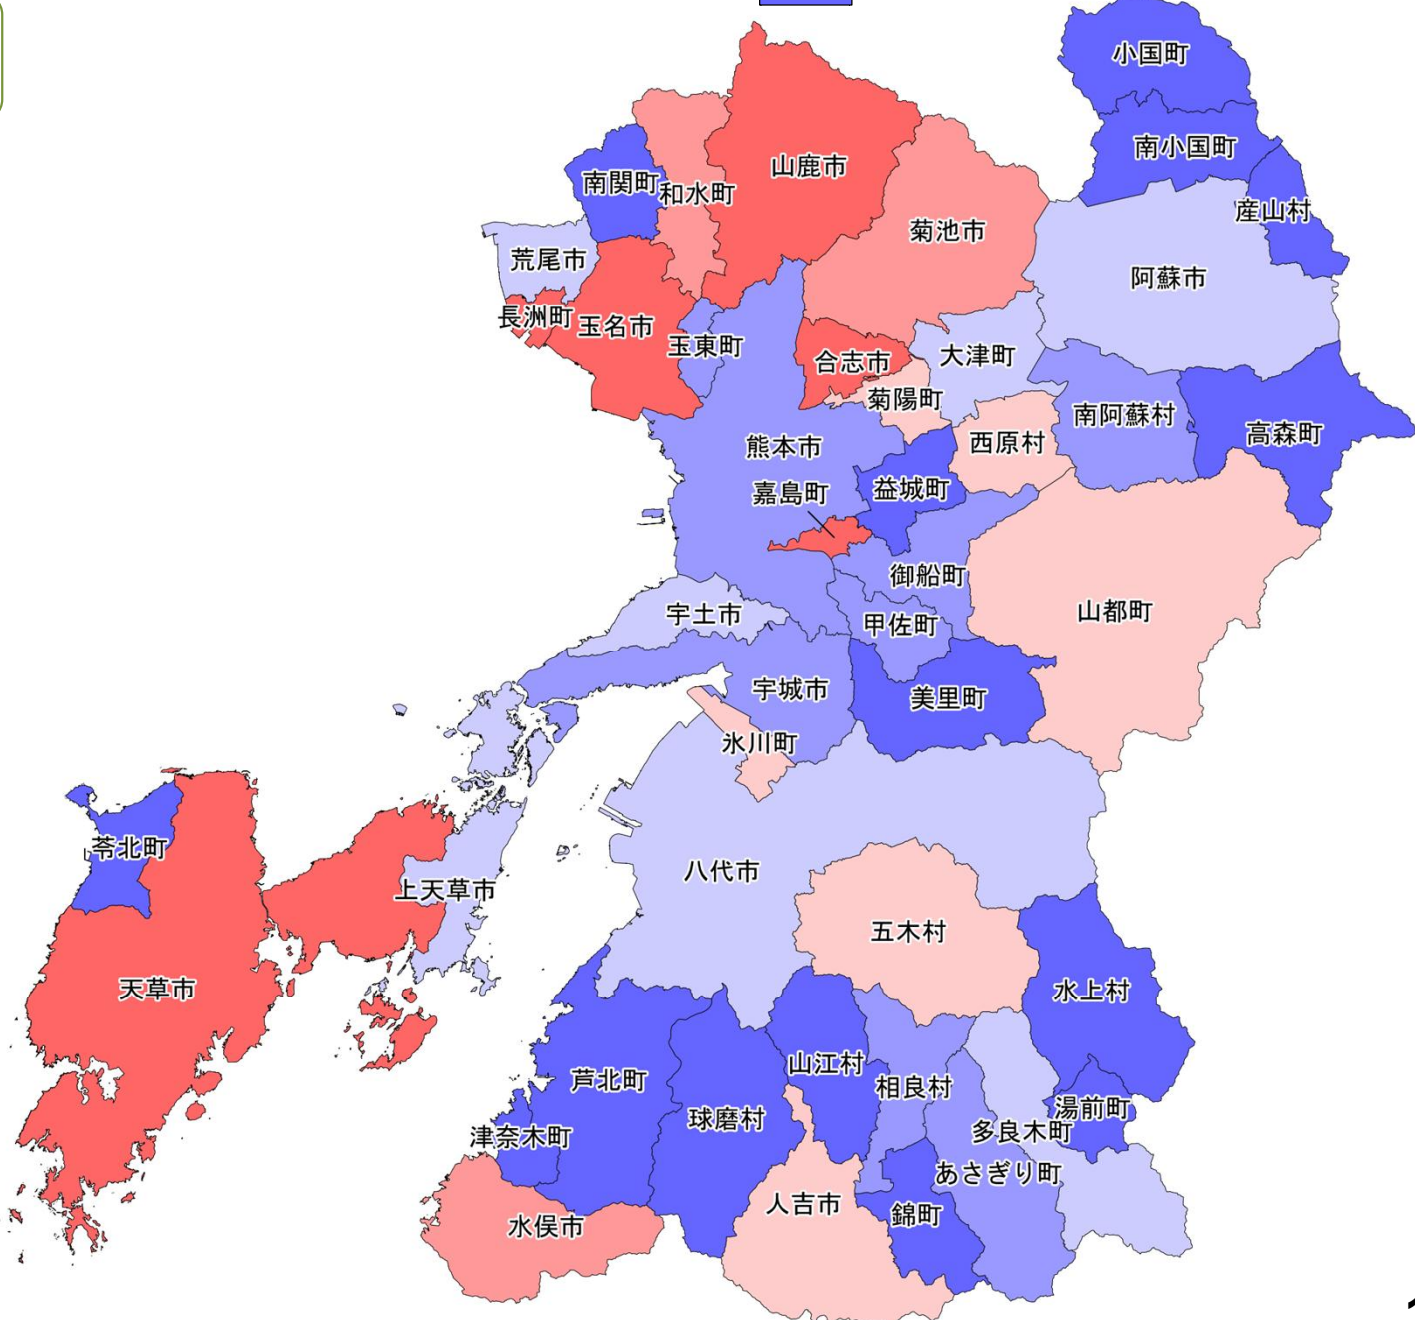 小国町
南小国町
山鹿市
南関町
和水町
産山村
菊池市
荒尾市
阿蘇市
長洲町
玉名市
玉東町
合志市
大津町
菊陽町
南阿蘇村
高森町
西原村
熊本市
益城町
嘉島町
御船町
宇土市
甲佐町
山都町
宇城市
美里町
氷川町
苓北町
八代市
上天草市
五木村
天草市
水上村
山江村
芦北町
相良村
湯前町
球磨村
津奈木町
多良木町
あさぎり町
人吉市
錦町
水俣市